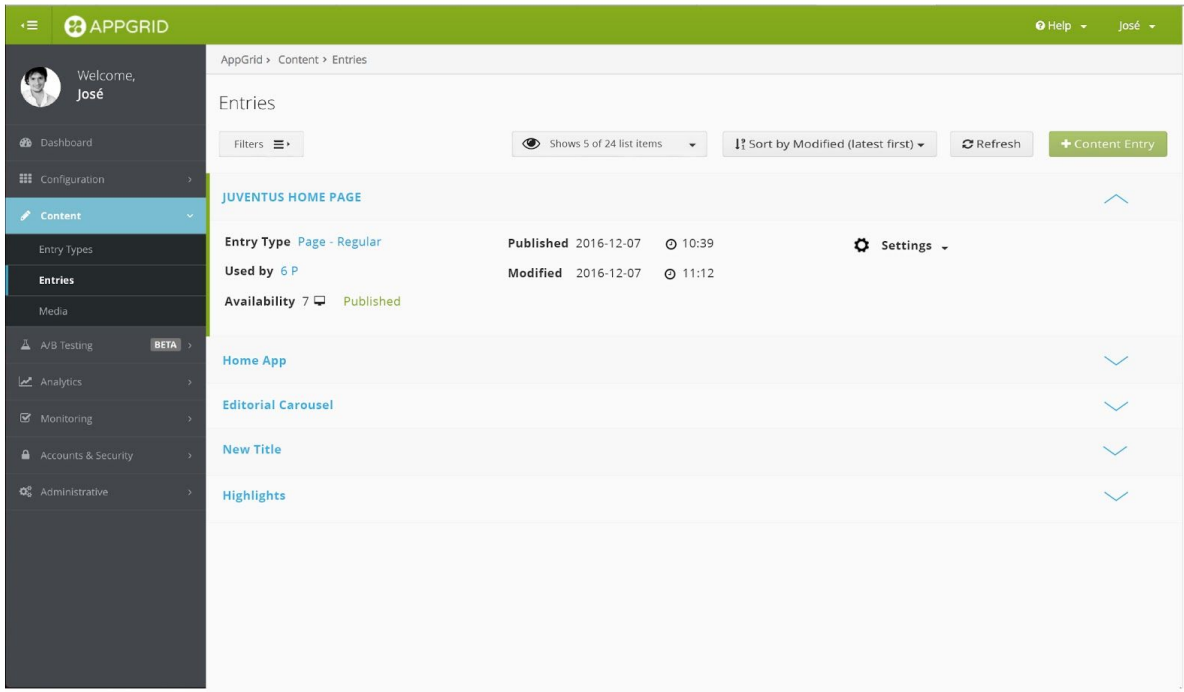 APPGRID
Help
José
Welcome,
José
Dashboard
Configuration
Content
Entry Types
Entries
Media
A/B Testing BETA
Analytics
Monitoring
Accounts & Security
Administrative
AppGrid > Content > Entries
Entries
Filters
Shows 5 of 24 list items
Sort by Modified (latest first)
Refresh
+ Content Entry
JUVENTUS HOME PAGE
Entry Type Page - Regular
Used by 6 P
Availability 7 Published
Published 2016-12-07 10:39
Modified 2016-12-07 11:12
Settings
Home App
Editorial Carousel
New Title
Highlights